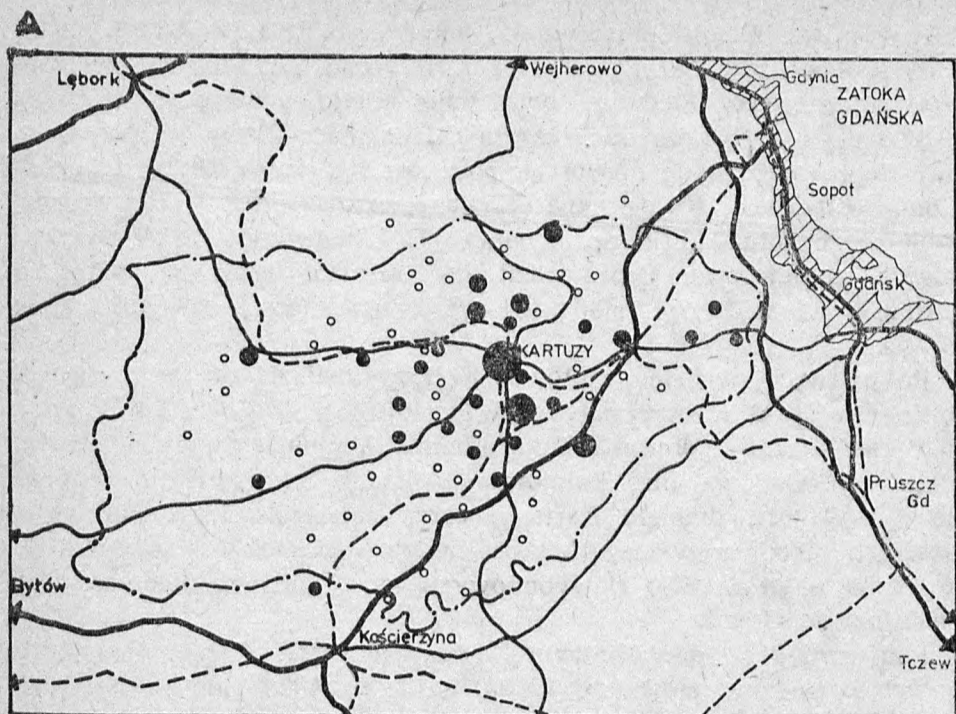 A
Lębork
Wejherowo
Gdynia
ZATOKA
GDAŃSKA
Sopot
Gdańsk
KARTUZY
Pruszcz
Gd
Bytów
Kościerzyna
Tczew